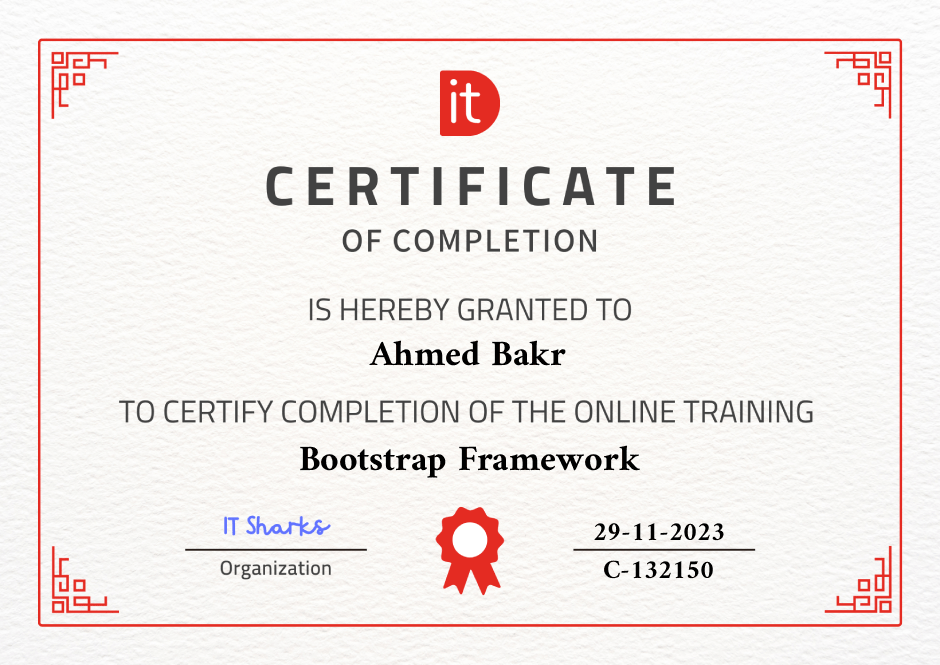 it
CERTIFICATE
OF COMPLETION
IS HEREBY GRANTED TO
Ahmed Bakr
TO CERTIFY COMPLETION OF THE ONLINE TRAINING
Bootstrap Framework
IT Sharks
Organization
29-11-2023
C-132150